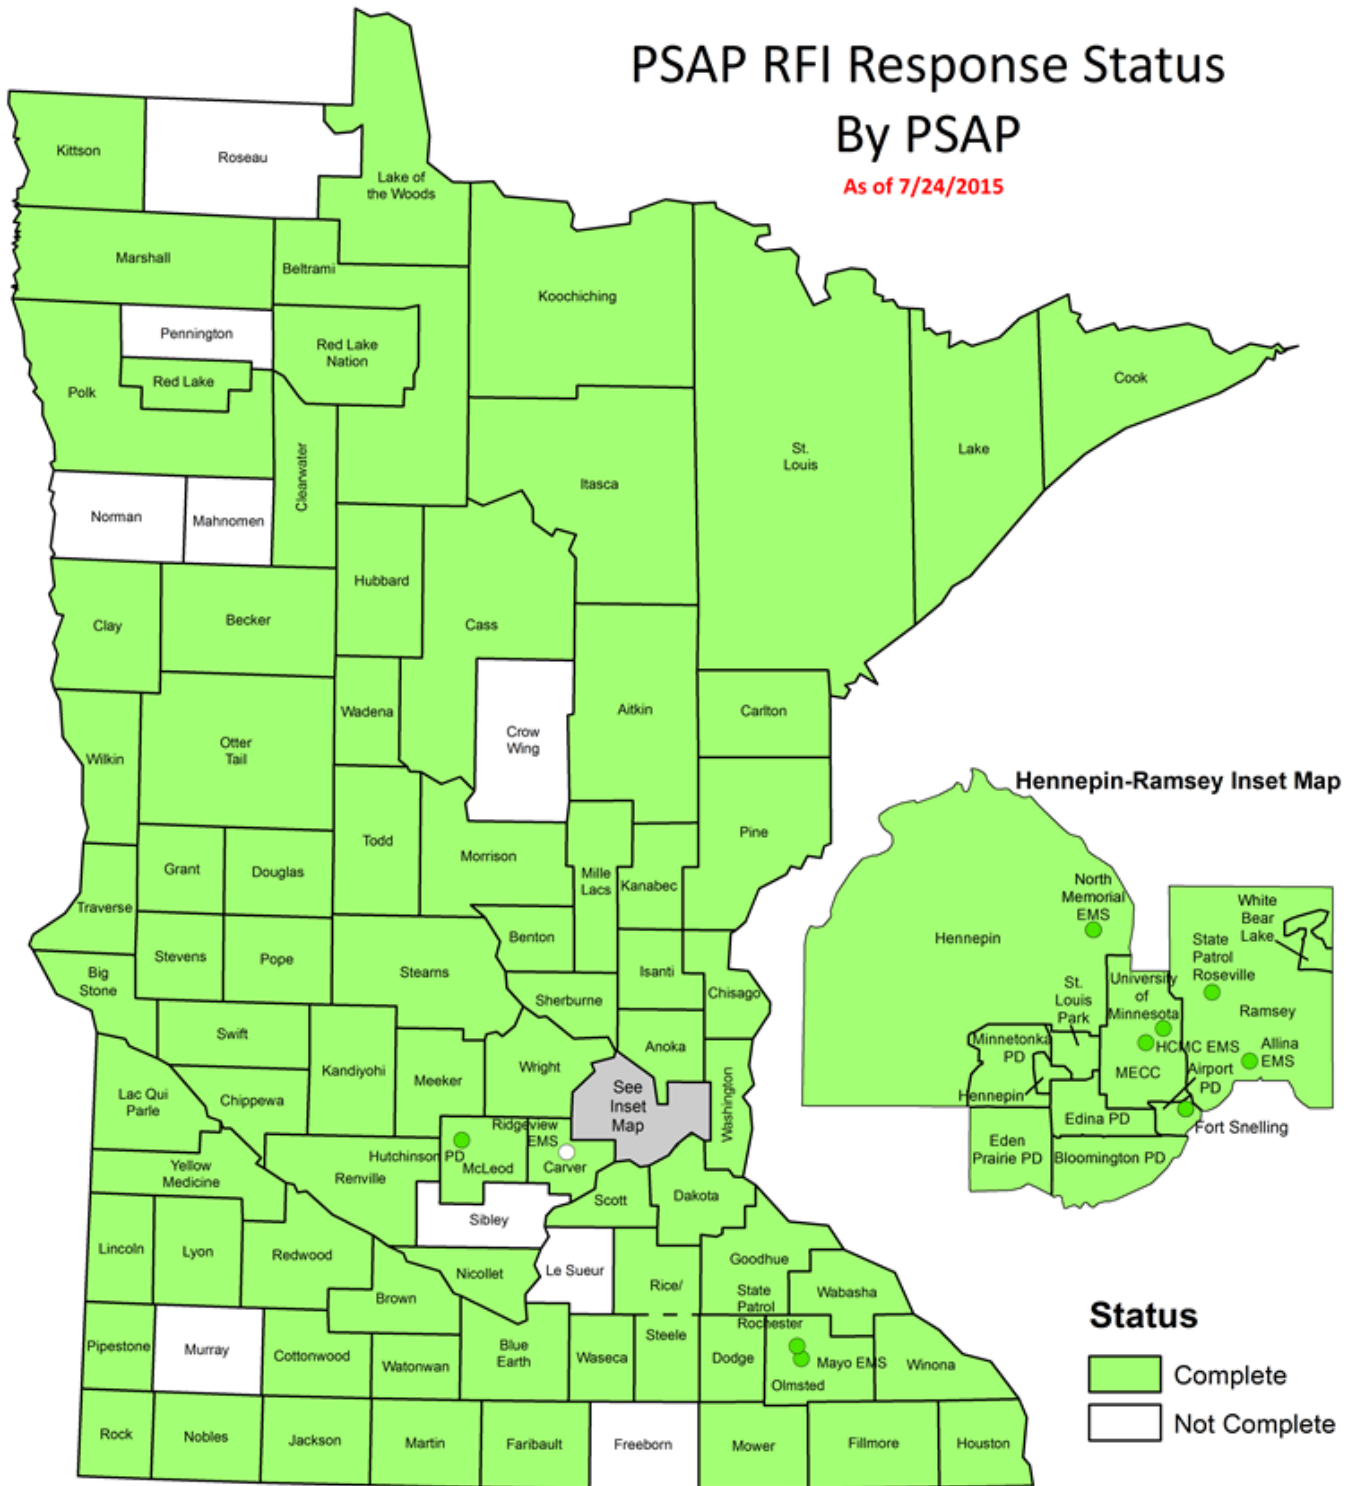 PSAP RFI Response Status
By PSAP
As of 7/24/2015
Kittson
Roseau
Lake of
the Woods
Marshall
Beltrami
Koochiching
Pennington
Red Lake
Nation
Red Lake
Polk
Cook
St.
Louis
Lake
Clearwater
Itasca
Norman
Mahnomen
Hubbard
Clay
Becker
Cass
Wadena
Aitkin
Carlton
Crow
Wing
Otter
Tail
Wilkin
Pine
Todd
Morrison
Grant
Douglas
Mille
Lacs
Kanabec
Traverse
Benton
Stevens
Pope
Stearns
Isanti
Big
Stone
Chisago
Sherburne
Swift
Anoka
Kandiyohi
Wright
Meeker
See
Inset
Map
Washington
Lac Qui
Parle
Chippewa
Ridgeview
EMS
Hutchinson PD
McLeod
Carver
Yellow
Medicine
Renville
Scott
Dakota
Sibley
Lincoln
Lyon
Redwood
Nicollet
Le Sueur
Rice/
Goodhue
State
Patrol
Rochester
Wabasha
Brown
Steele
Pipestone
Murray
Cottonwood
Watonwan
Blue
Earth
Waseca
Dodge
Mayo EMS
Olmsted
Winona
Rock
Nobles
Jackson
Martin
Faribault
Freeborn
Mower
Fillmore
Houston
Hennepin-Ramsey Inset Map
North
Memorial
EMS
White
Bear
Lake
Hennepin
State
Patrol
Roseville
University
of
Minnesota
St.
Louis
Park
Ramsey
Minnetonka
PD
HCMC EMS
Allina
EMS
MECC
Airport
PD
Hennepin
Edina PD
Fort Snelling
Eden
Prairie PD
Bloomington PD
Status
Complete
Not Complete